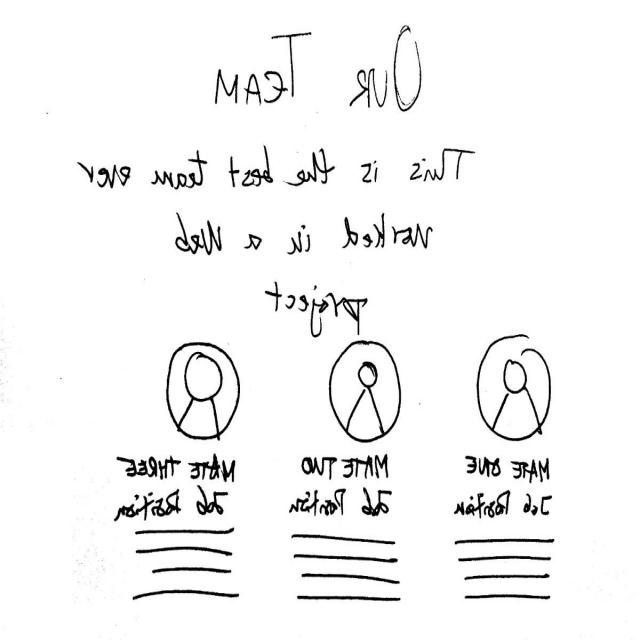 OUR TEAM
This is the best team ever
Worked in a Web
project
MATE ONE MATE TWO MATE THREE
Job Position Job Position Job Position